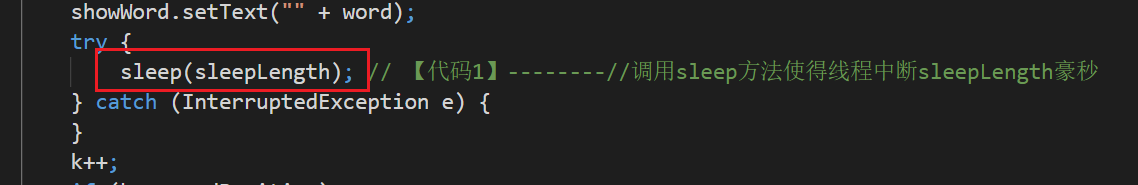 showWord.setText("" + word);
try {
sleep(sleepLength); // 【代码1】--------//调用sleep方法使得线程中断sleepLength豪秒
} catch (InterruptedException e) {
}
k++;